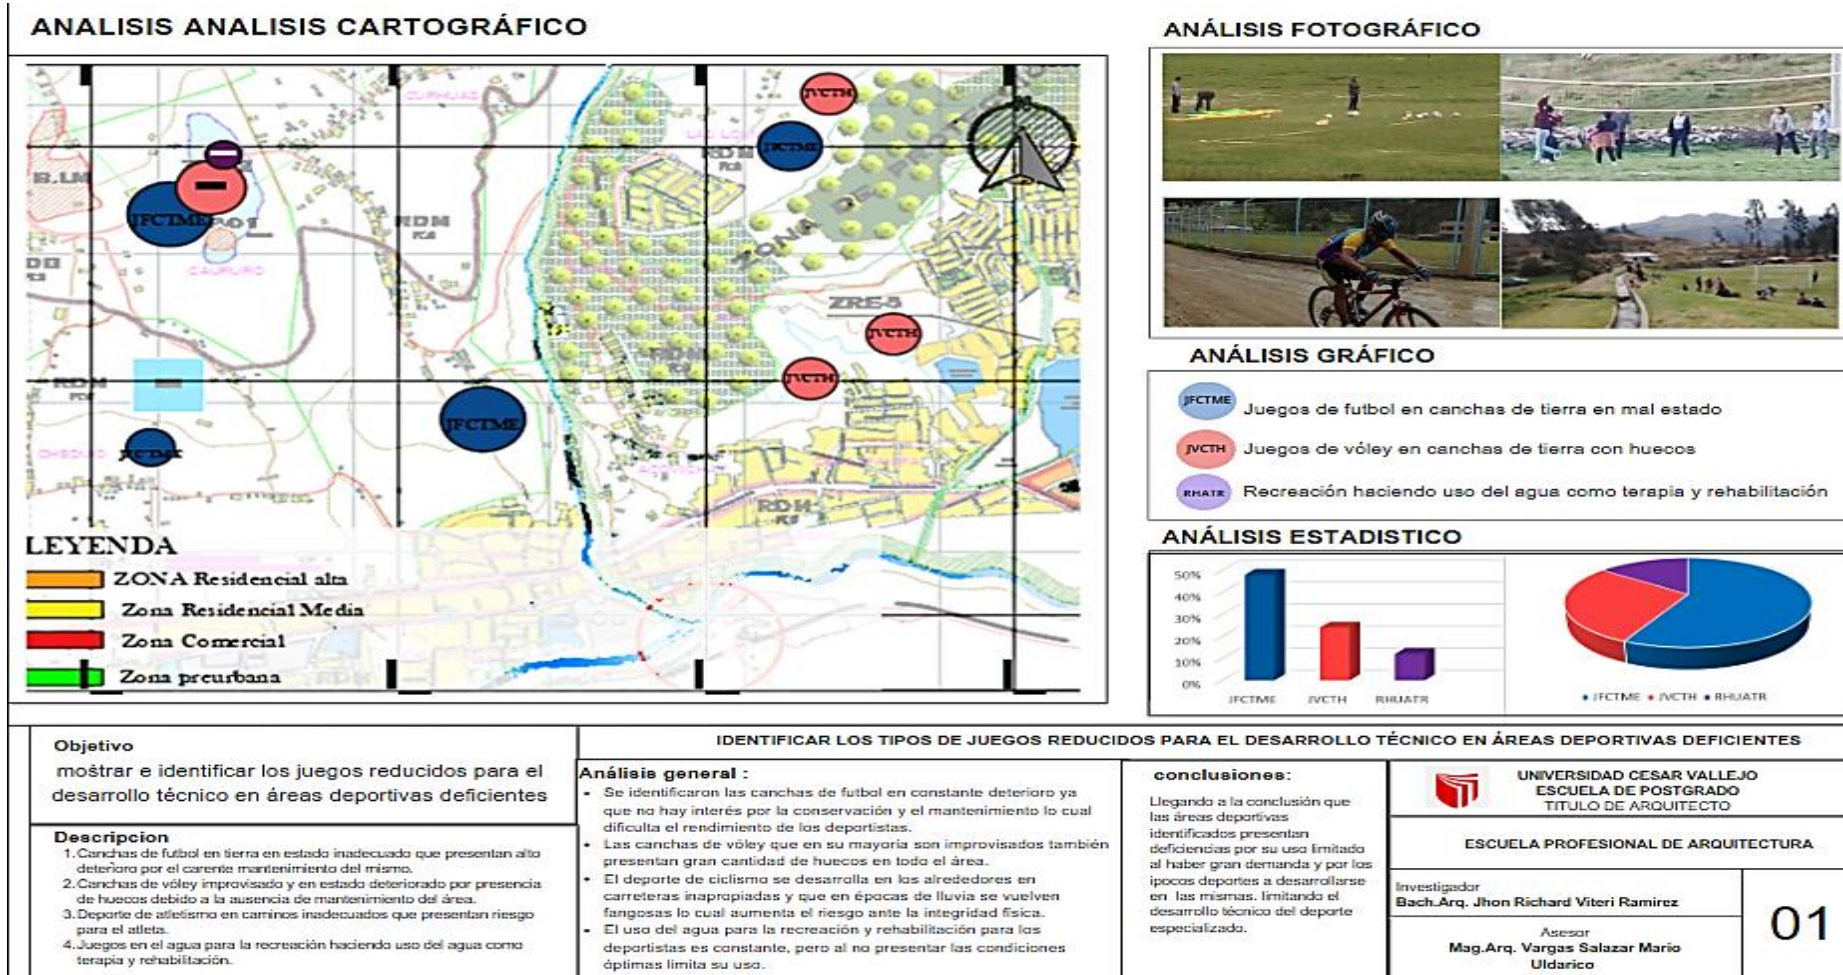 ANALISIS ANALISIS CARTOGRÁFICO
JVCTH
JFCTME
JFCTME
RDM
ZONA DE
ZRE-5
JVCTH
JVCTH
RDM
JFCTME
JFCTME
RDM
LEYENDA
ZONA Residencial alta
Zona Residencial Media
Zona Comercial
Zona preurbana
ANÁLISIS FOTOGRÁFICO
ANÁLISIS GRÁFICO
JFCTME Juegos de futbol en canchas de tierra en mal estado
JVCTH Juegos de vóley en canchas de tierra con huecos
RHATR Recreación haciendo uso del agua como terapia y rehabilitación
ANÁLISIS ESTADISTICO
50%
40%
30%
20%
10%
0%
JFCTME JVCTH RHUATR
JFCTME JVCTH RHUATR
Objetivo
mostrar e identificar los juegos reducidos para el
desarrollo técnico en áreas deportivas deficientes
Descripcion
1. Canchas de futbol en tierra en estado inadecuado que presentan alto
deterioro por el carente mantenimiento del mismo.
2. Canchas de vóley improvisado y en estado deteriorado por presencia
de huecos debido a la ausencia de mantenimiento del área.
3. Deporte de atletismo en caminos inadecuados que presentan riesgo
para el atleta.
4. Juegos en el agua para la recreación haciendo uso del agua como
terapia y rehabilitación.
IDENTIFICAR LOS TIPOS DE JUEGOS REDUCIDOS PARA EL DESARROLLO TÉCNICO EN ÁREAS DEPORTIVAS DEFICIENTES
Análisis general :
• Se identificaron las canchas de futbol en constante deterioro ya
que no hay interés por la conservación y el mantenimiento lo cual
dificulta el rendimiento de los deportistas.
• Las canchas de vóley que en su mayoría son improvisados también
presentan gran cantidad de huecos en todo el área.
• El deporte de ciclismo se desarrolla en los alrededores en
carreteras inapropiadas y que en épocas de lluvia se vuelven
fangosas lo cual aumenta el riesgo ante la integridad física.
• El uso del agua para la recreación y rehabilitación para los
deportistas es constante, pero al no presentar las condiciones
óptimas limita su uso.
conclusiones:
Llegando a la conclusión que
las áreas deportivas
identificados presentan
deficiencias por su uso limitado
al haber gran demanda y por los
ipocos deportes a desarrollarse
en las mismas. limitando el
desarrollo técnico del deporte
especializado.
UNIVERSIDAD CESAR VALLEJO
ESCUELA DE POSTGRADO
TITULO DE ARQUITECTO
ESCUELA PROFESIONAL DE ARQUITECTURA
Investigador
Bach.Arq. Jhon Richard Viteri Ramirez
Asesor
Mag.Arq. Vargas Salazar Mario
Uldarico
01